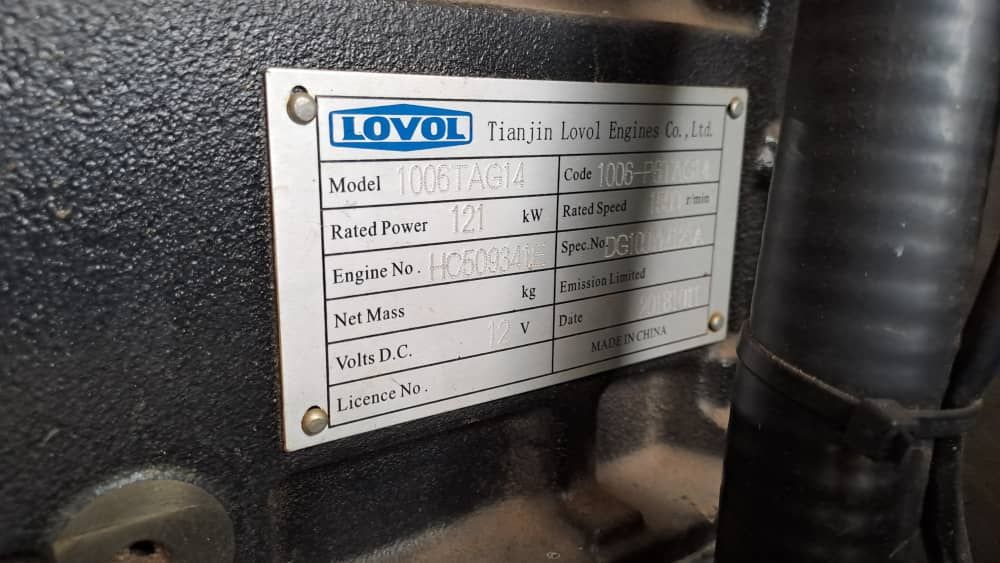 LOVOL Tianjin Lovol Engines Co., Ltd.
Model 1006TAG14 Code
Rated Power 121 kW Rated Speed r/min
Engine No. Spec.No.
Net Mass kg Emission Limited
Volts D.C. 12 V Date 20181011
Licence No. MADE IN CHINA